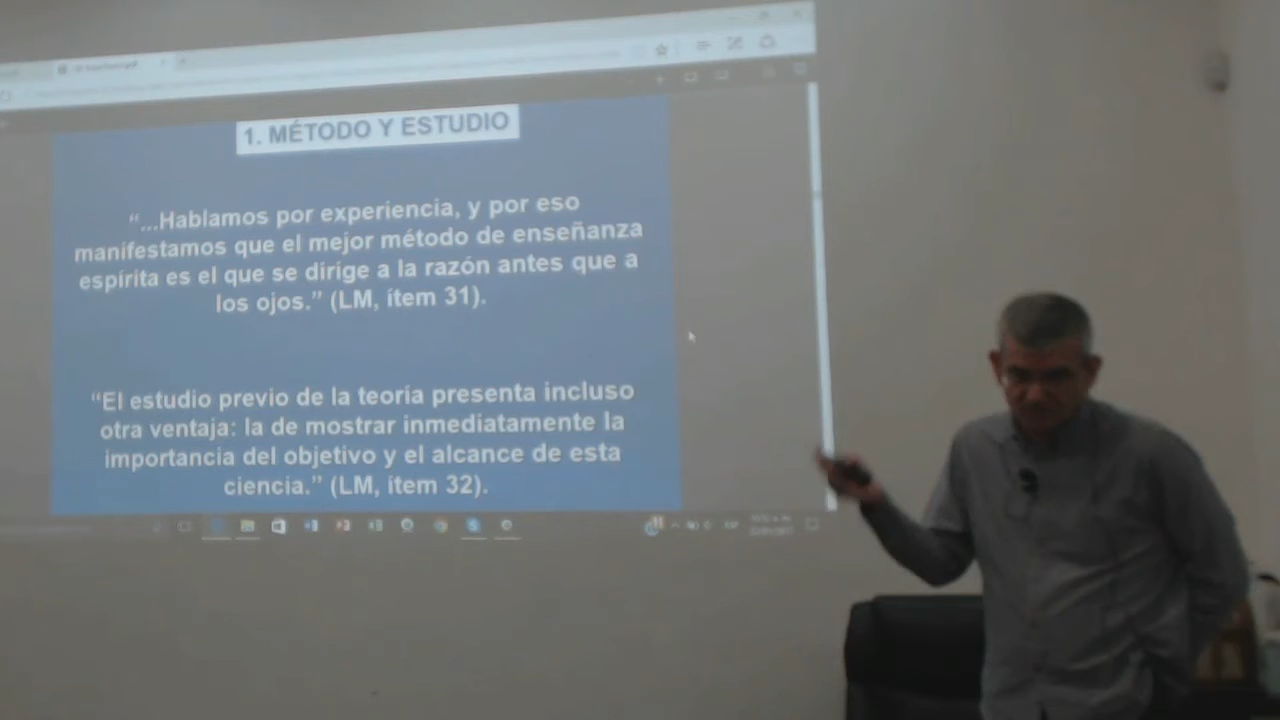 1. MÉTODO Y ESTUDIO
“...Hablamos por experiencia, y por eso
manifestamos que el mejor método de enseñanza
espírita es el que se dirige a la razón antes que a
los ojos.” (LM, ítem 31).
“El estudio previo de la teoría presenta incluso
otra ventaja: la de mostrar inmediatamente la
importancia del objetivo y el alcance de esta
ciencia.” (LM, ítem 32).